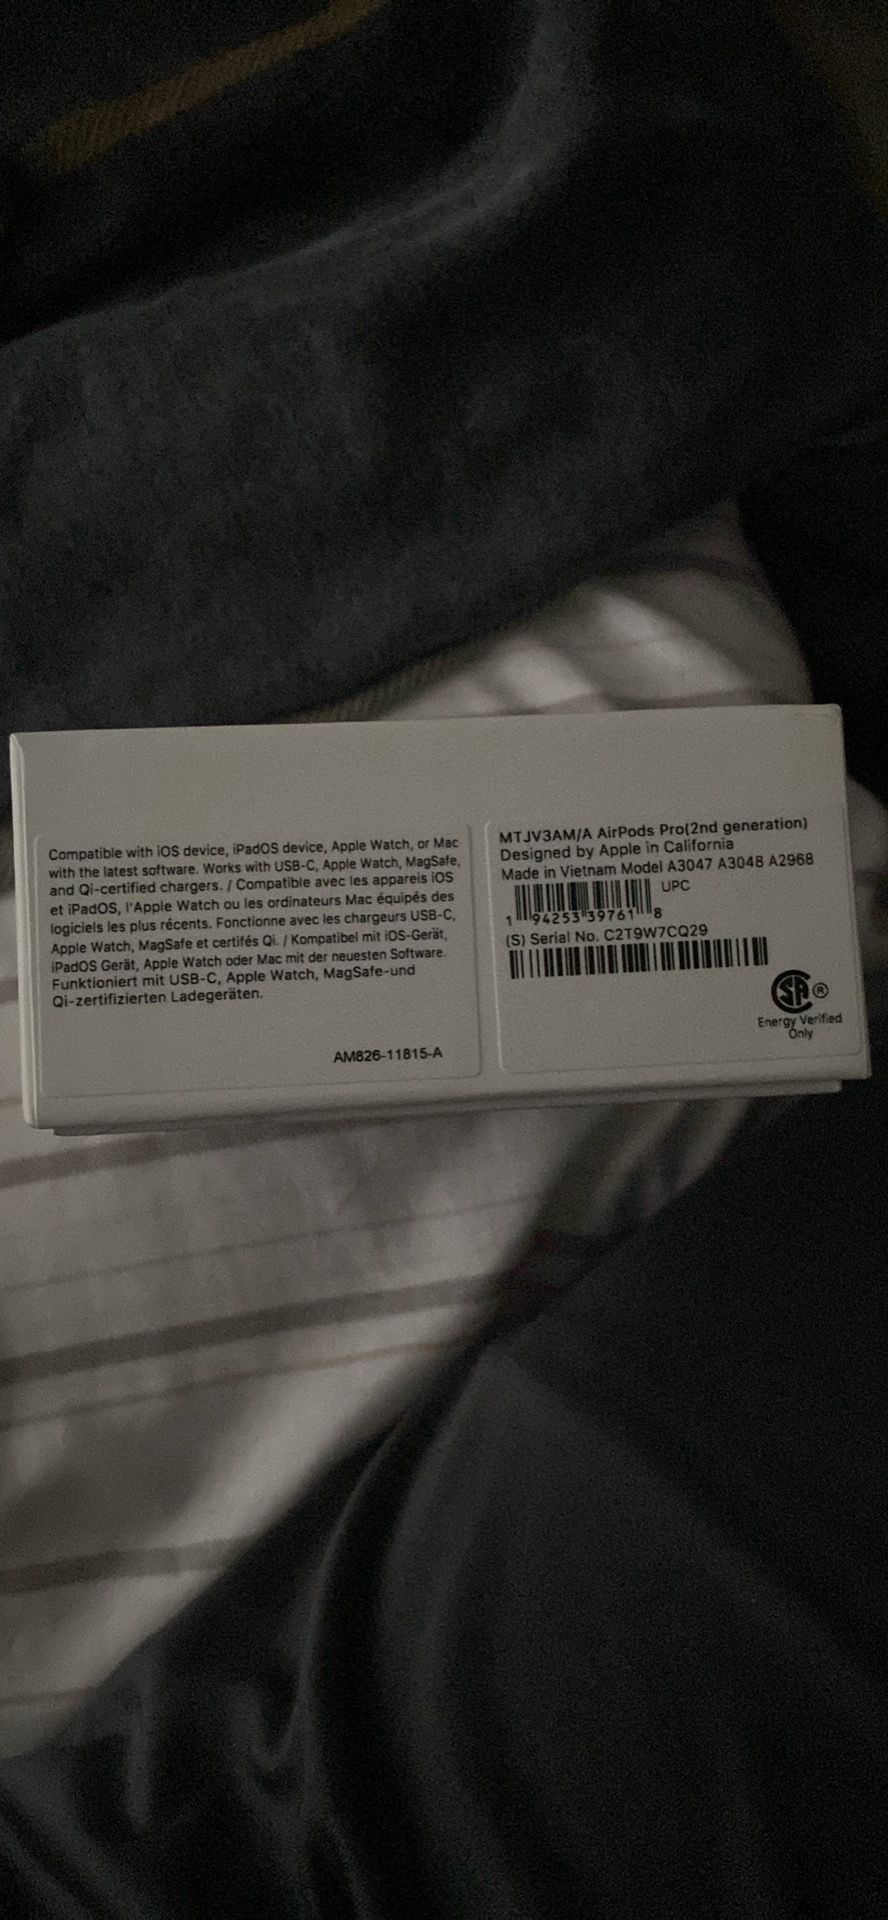 Compatible with iOS device, iPadOS device, Apple Watch, or Mac
with the latest software. Works with USB-C, Apple Watch, MagSafe,
and Qi-certified chargers. / Compatible avec les appareils iOS
et iPadOS, l'Apple Watch ou les ordinateurs Mac équipés des
logiciels les plus récents. Fonctionne avec les chargeurs USB-C,
Apple Watch, MagSafe et certifés Qi. / Kompatibel mit iOS-Gerät,
iPadOS Gerät, Apple Watch oder Mac mit der neuesten Software.
Funktioniert mit USB-C, Apple Watch, MagSafe-und
Qi-zertifizierten Ladegeräten.
AM826-11815-A
MTJV3AM/A AirPods Pro(2nd generation)
Designed by Apple in California
Made in Vietnam Model A3047 A3048 A2968
UPC
1 94253 39761 8
(S) Serial No. C2T9W7CQ29
SA ®
Energy Verified
Only